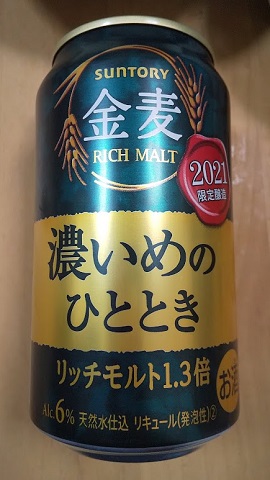 SUNTORY
金麦
RICH MALT
2021
限定醸造
濃いめの
ひととき
リッチモルト1.3倍
お酒
Alc.6% 天然水仕込 リキュール(発泡性)②